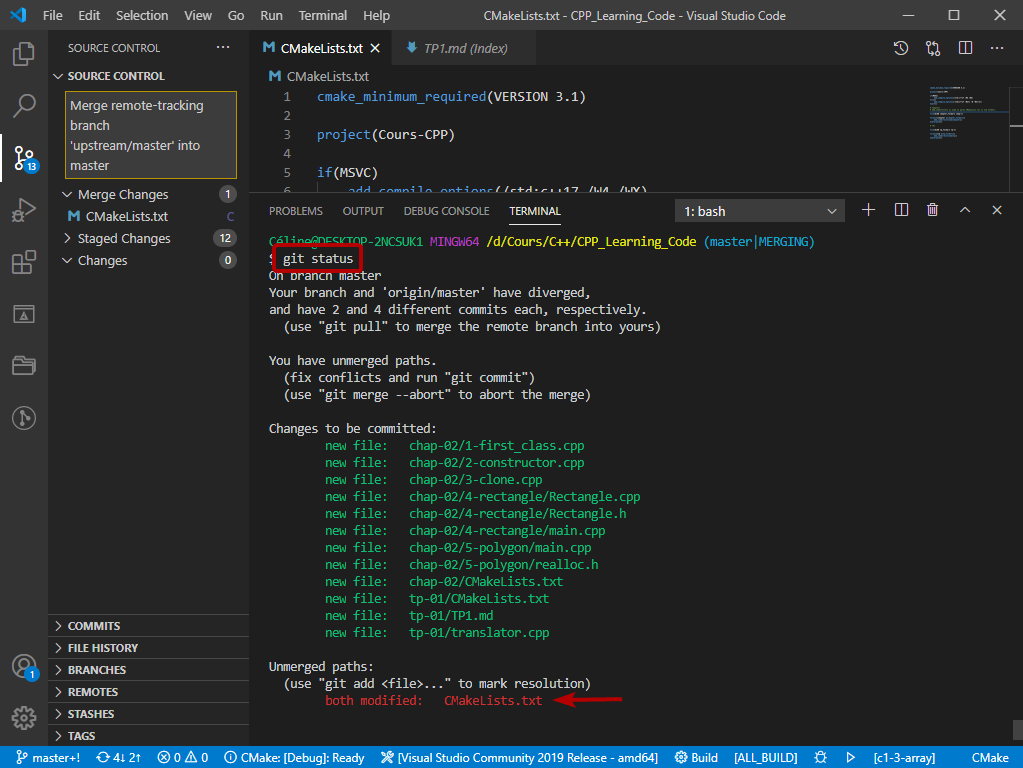 File Edit Selection View Go Run Terminal Help CMakeLists.txt - CPP_Learning_Code - Visual Studio Code
SOURCE CONTROL
SOURCE CONTROL
Merge remote-tracking
branch
'upstream/master' into
master
Merge Changes 1
CMakeLists.txt C
Staged Changes 12
Changes 0
COMMITS
FILE HISTORY
BRANCHES
REMOTES
STASHES
TAGS
13
1
CMakeLists.txt TP1.md (Index)
CMakeLists.txt
1 cmake_minimum_required(VERSION 3.1)
2
3 project(Cours-CPP)
4
5 if(MSVC)
6 add_compile_options(/std:c++17 /W4 /WX)
PROBLEMS OUTPUT DEBUG CONSOLE TERMINAL 1: bash
Céline@DESKTOP-2NCSUK1 MINGW64 /d/Cours/C++/CPP_Learning_Code (master|MERGING)
$ git status
On branch master
Your branch and 'origin/master' have diverged,
and have 2 and 4 different commits each, respectively.
(use "git pull" to merge the remote branch into yours)
You have unmerged paths.
(fix conflicts and run "git commit")
(use "git merge --abort" to abort the merge)
Changes to be committed:
new file: chap-02/1-first_class.cpp
new file: chap-02/2-constructor.cpp
new file: chap-02/3-clone.cpp
new file: chap-02/4-rectangle/Rectangle.cpp
new file: chap-02/4-rectangle/Rectangle.h
new file: chap-02/4-rectangle/main.cpp
new file: chap-02/5-polygon/main.cpp
new file: chap-02/5-polygon/realloc.h
new file: chap-02/CMakeLists.txt
new file: tp-01/CMakeLists.txt
new file: tp-01/TP1.md
new file: tp-01/translator.cpp
Unmerged paths:
(use "git add <file>..." to mark resolution)
both modified: CMakeLists.txt
master+! 4↓ 2↑ 0 0 CMake: [Debug]: Ready [Visual Studio Community 2019 Release - amd64] Build [ALL_BUILD] [c1-3-array] CMake